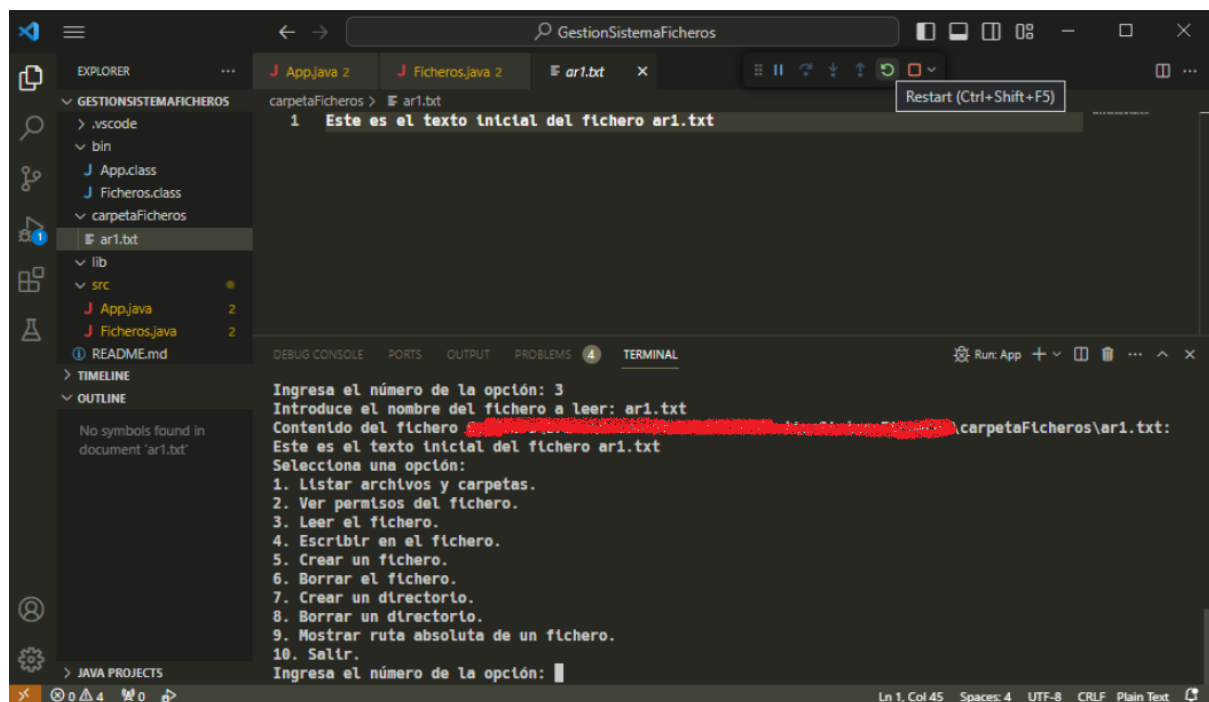 GestionSistemaFicheros
EXPLORER
GESTIONSISTEMAFICHEROS
.vscode
bin
App.class
Ficheros.class
carpetaFicheros
ar1.txt
lib
src
App.java 2
Ficheros.java 2
README.md
TIMELINE
OUTLINE
No symbols found in
document 'ar1.txt'
JAVA PROJECTS
App.java 2 Ficheros.java 2 ar1.txt
Restart (Ctrl+Shift+F5)
carpetaFicheros > ar1.txt
1 Este es el texto inicial del fichero ar1.txt
DEBUG CONSOLE PORTS OUTPUT PROBLEMS 4 TERMINAL
Run: App
Ingresa el número de la opción: 3
Introduce el nombre del fichero a leer: ar1.txt
Contenido del fichero \carpetaFicheros\ar1.txt:
Este es el texto inicial del fichero ar1.txt
Selecciona una opción:
1. Listar archivos y carpetas.
2. Ver permisos del fichero.
3. Leer el fichero.
4. Escribir en el fichero.
5. Crear un fichero.
6. Borrar el fichero.
7. Crear un directorio.
8. Borrar un directorio.
9. Mostrar ruta absoluta de un fichero.
10. Salir.
Ingresa el número de la opción:
1
0 4 0
Ln 1, Col 45 Spaces: 4 UTF-8 CRLF Plain Text